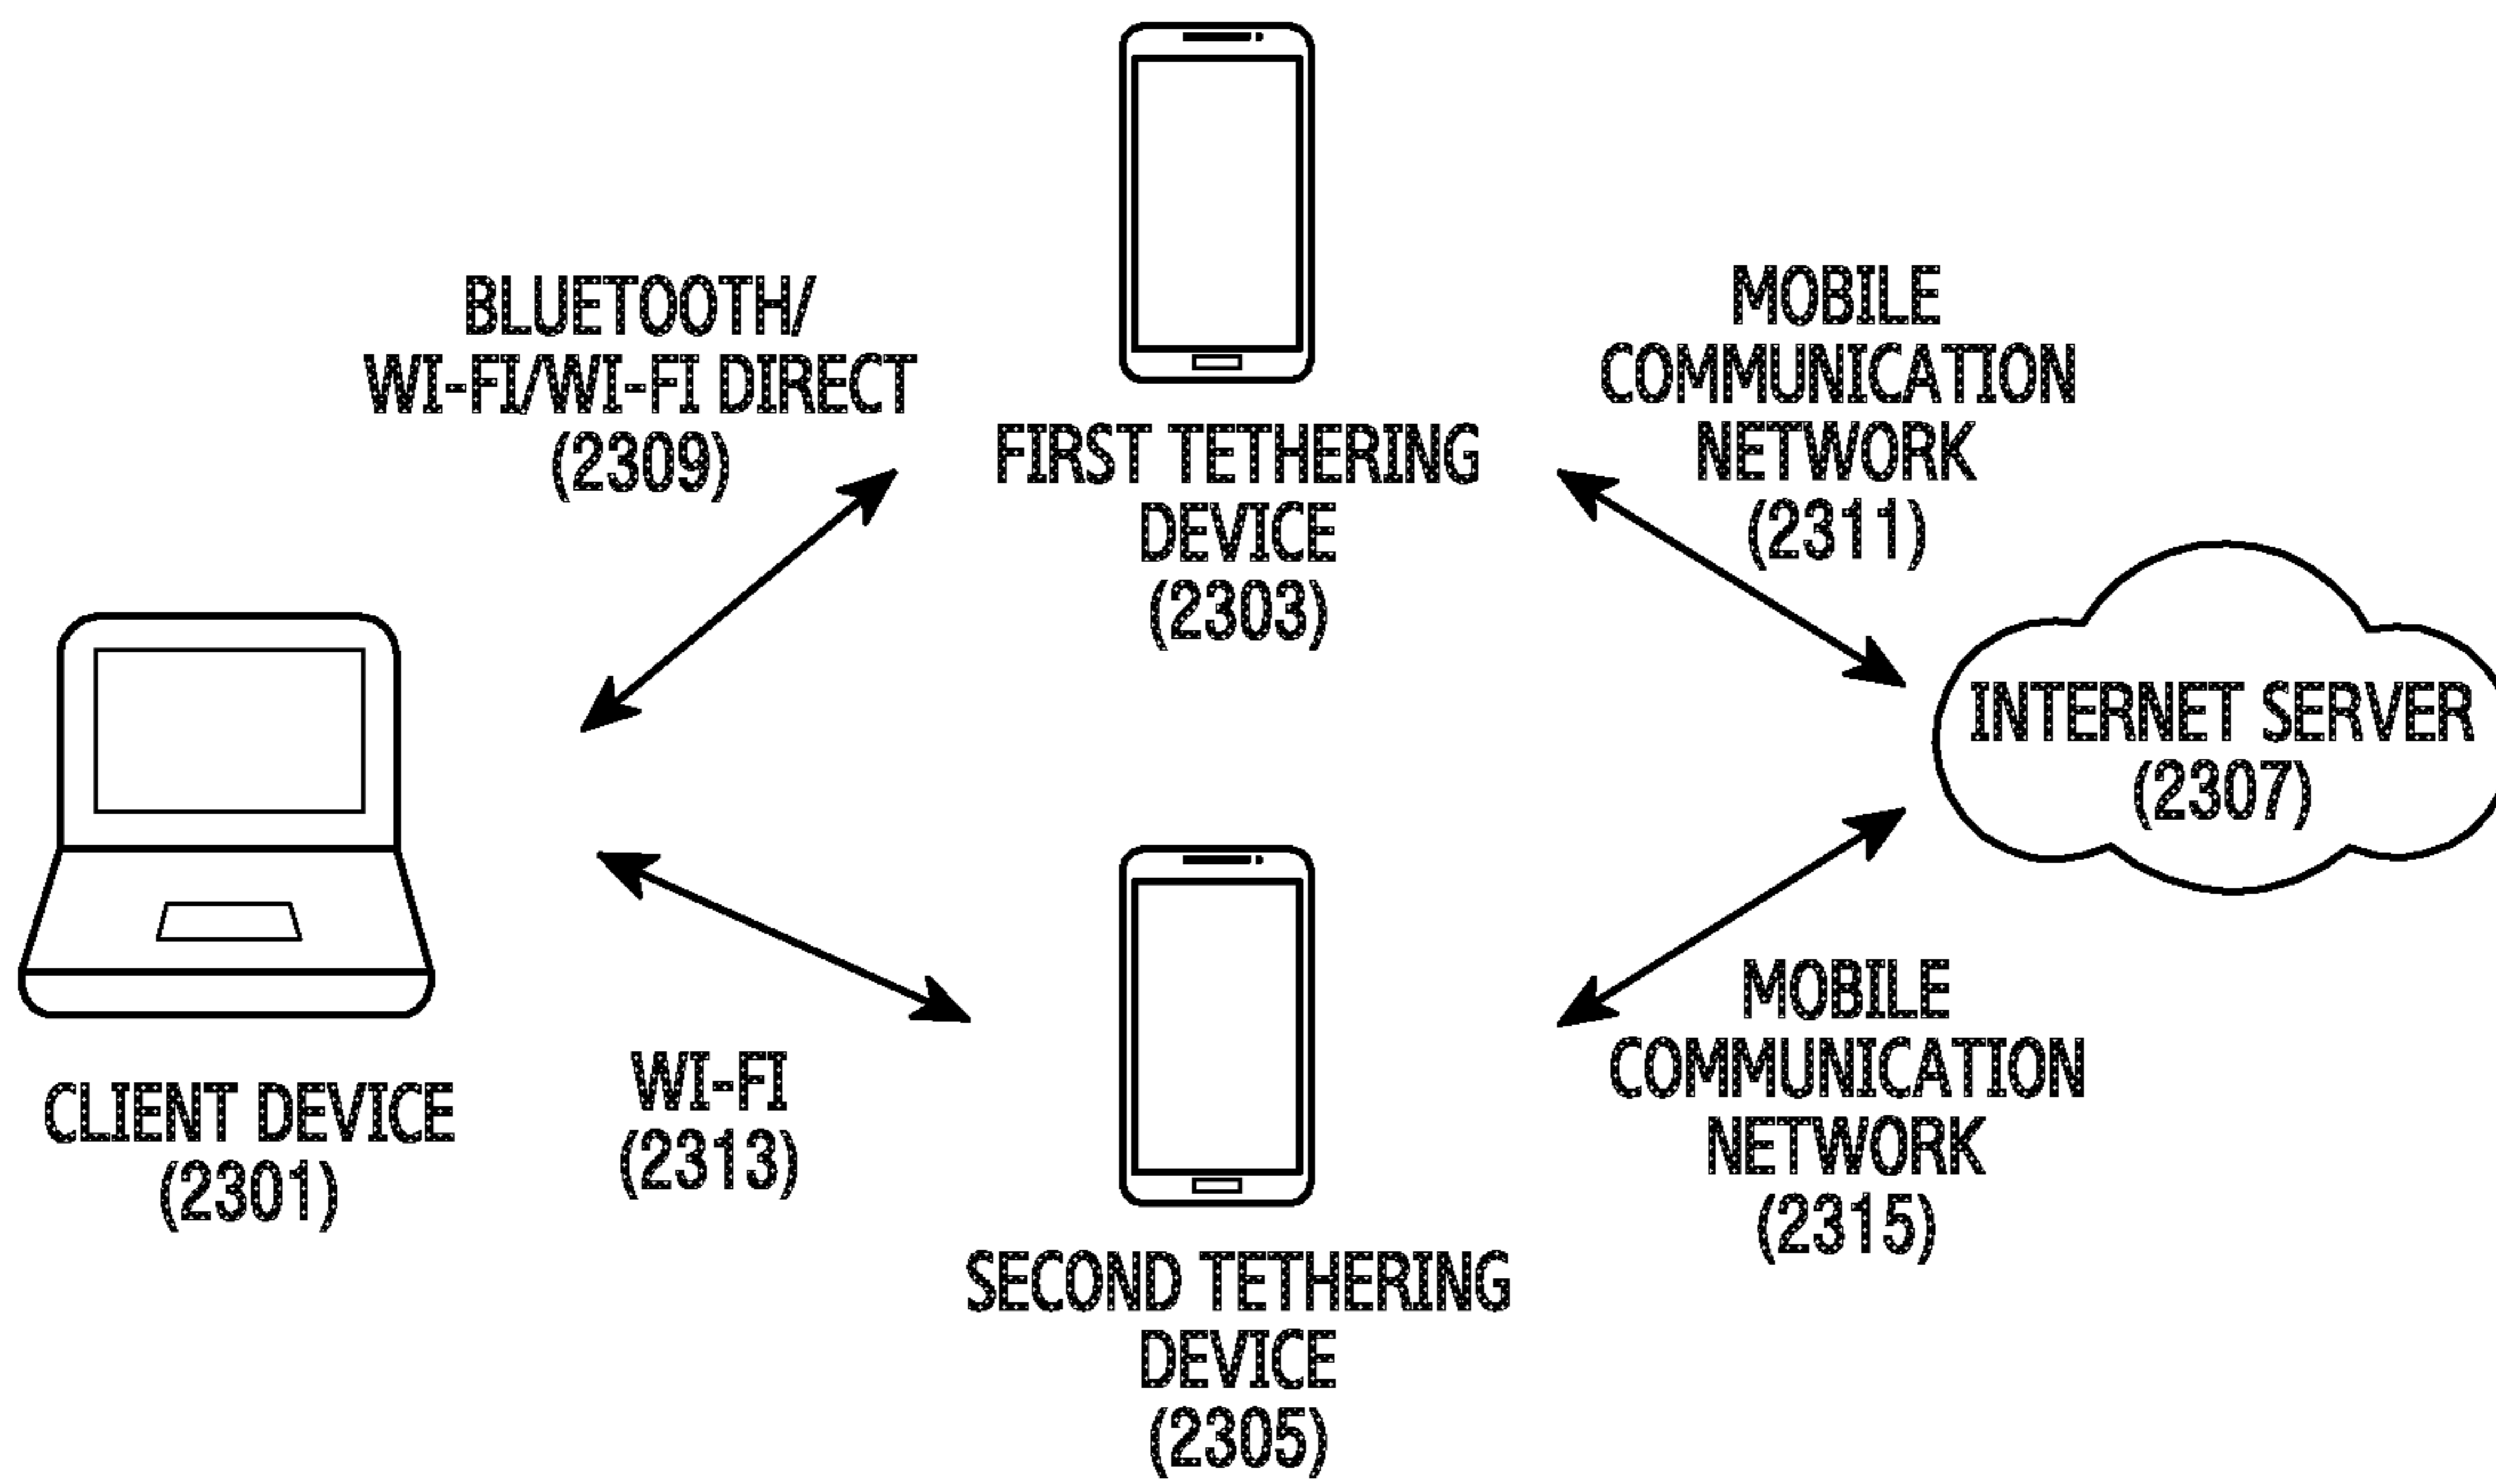 BLUETOOTH/
WI-FI/WI-FI DIRECT
(2309)
FIRST TETHERING
DEVICE
(2303)
MOBILE
COMMUNICATION
NETWORK
(2311)
INTERNET SERVER
(2307)
CLIENT DEVICE
(2301)
WI-FI
(2313)
SECOND TETHERING
DEVICE
(2305)
MOBILE
COMMUNICATION
NETWORK
(2315)